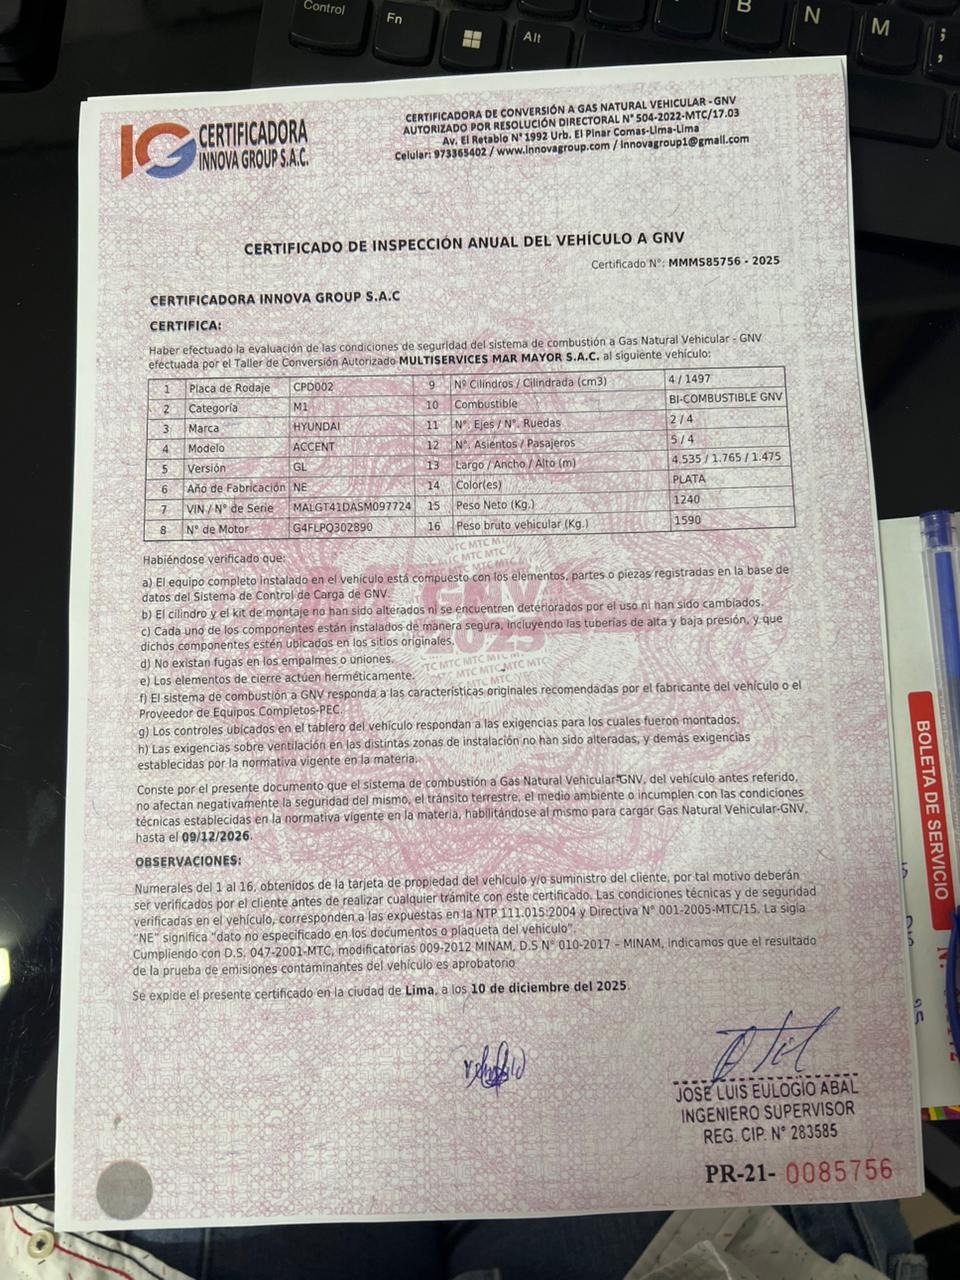 Control
Fn
Alt
B
N
M
IG CERTIFICADORA
INNOVA GROUP S.A.C.
CERTIFICADORA DE CONVERSIÓN A GAS NATURAL VEHICULAR - GNV
AUTORIZADO POR RESOLUCIÓN DIRECTORAL N° 504-2022-MTC/17.03
Av. El Retablo N° 1992 Urb. El Pinar Comas-Lima-Lima
Celular: 973365402 / www.innovagroup.com / innovagroup1@gmail.com
CERTIFICADO DE INSPECCIÓN ANUAL DEL VEHÍCULO A GNV
Certificado N°: MMMS85756 - 2025
CERTIFICADORA INNOVA GROUP S.A.C
CERTIFICA:
Haber efectuado la evaluación de las condiciones de seguridad del sistema de combustión a Gas Natural Vehicular - GNV
efectuada por el Taller de Conversión Autorizado MULTISERVICES MAR MAYOR S.A.C. al siguiente vehículo:
1 Placa de Rodaje CPD002 9 Nº Cilindros / Cilindrada (cm3) 4 / 1497
2 Categoría M1 10 Combustible BI-COMBUSTIBLE GNV
3 Marca HYUNDAI 11 N°. Ejes / N°. Ruedas 2 / 4
4 Modelo ACCENT 12 N°. Asientos / Pasajeros 5 / 4
5 Versión GL 13 Largo / Ancho / Alto (m) 4.535 / 1.765 / 1.475
6 Año de Fabricación NE 14 Color(es) PLATA
7 VIN / N° de Serie MALGT41DASM097724 15 Peso Neto (Kg.) 1240
8 N° de Motor G4FLPQ302890 16 Peso bruto vehicular (Kg.) 1590
Habiéndose verificado que:
a) El equipo completo instalado en el vehículo está compuesto con los elementos, partes o piezas registradas en la base de
datos del Sistema de Control de Carga de GNV.
b) El cilindro y el kit de montaje no han sido alterados ni se encuentren deteriorados por el uso ni han sido cambiados.
c) Cada uno de los componentes están instalados de manera segura, incluyendo las tuberías de alta y baja presión, y que
dichos componentes estén ubicados en los sitios originales.
d) No existan fugas en los empalmes o uniones.
e) Los elementos de cierre actúen herméticamente.
f) El sistema de combustión a GNV responda a las características originales recomendadas por el fabricante del vehículo o el
Proveedor de Equipos Completos-PEC.
g) Los controles ubicados en el tablero del vehículo respondan a las exigencias para los cuales fueron montados.
h) Las exigencias sobre ventilación en las distintas zonas de instalación no han sido alteradas, y demás exigencias
establecidas por la normativa vigente en la materia.
MTC GNV 2025
Conste por el presente documento que el sistema de combustión a Gas Natural Vehicular-GNV, del vehículo antes referido,
no afectan negativamente la seguridad del mismo, el tránsito terrestre, el medio ambiente o incumplen con las condiciones
técnicas establecidas en la normativa vigente en la materia, habilitándose al mismo para cargar Gas Natural Vehicular-GNV,
hasta el 09/12/2026.
OBSERVACIONES:
Numerales del 1 al 16, obtenidos de la tarjeta de propiedad del vehículo y/o suministro del cliente, por tal motivo deberán
ser verificados por el cliente antes de realizar cualquier trámite con este certificado. Las condiciones técnicas y de seguridad
verificadas en el vehículo, corresponden a las expuestas en la NTP 111.015:2004 y Directiva N° 001-2005-MTC/15. La sigla
"NE" significa "dato no especificado en los documentos o plaqueta del vehículo".
Cumpliendo con D.S. 047-2001-MTC, modificatorias 009-2012 MINAM, D.S N° 010-2017 – MINAM, indicamos que el resultado
de la prueba de emisiones contaminantes del vehículo es aprobatorio
Se expide el presente certificado en la ciudad de Lima, a los 10 de diciembre del 2025.
JOSE LUIS EULOGIO ABAL
INGENIERO SUPERVISOR
REG. CIP. N° 283585
PR-21- 0085756
BOLETA DE SERVICIO